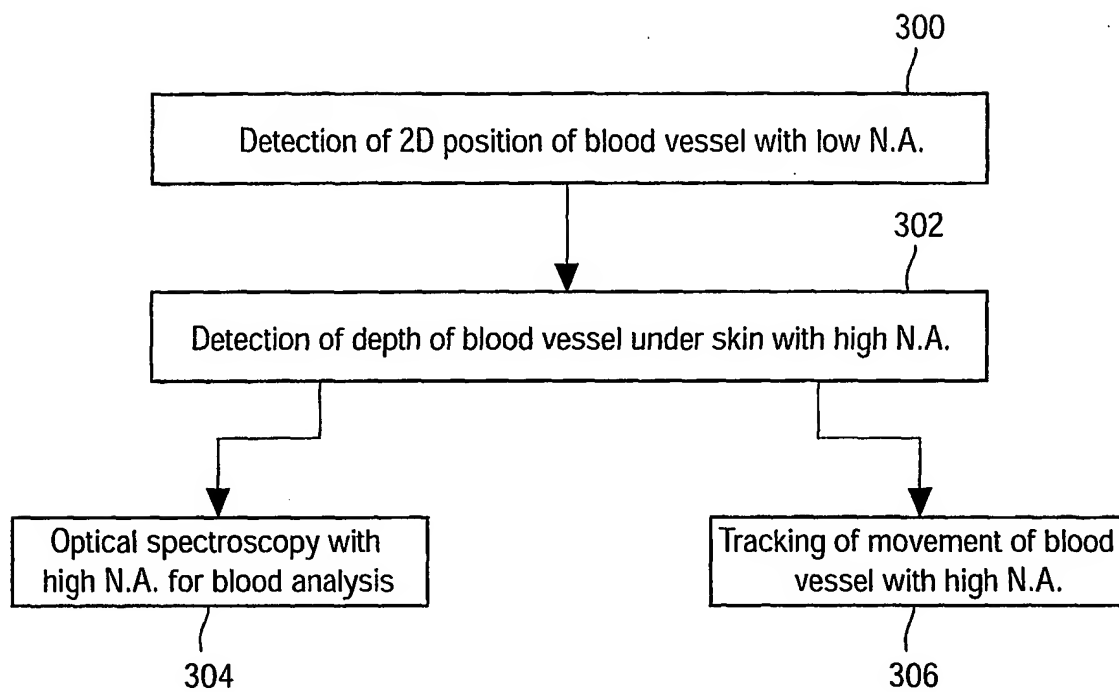 300
Detection of 2D position of blood vessel with low N.A.
302
Detection of depth of blood vessel under skin with high N.A.
Optical spectroscopy with
high N.A. for blood analysis
304
Tracking of movement of blood
vessel with high N.A.
306